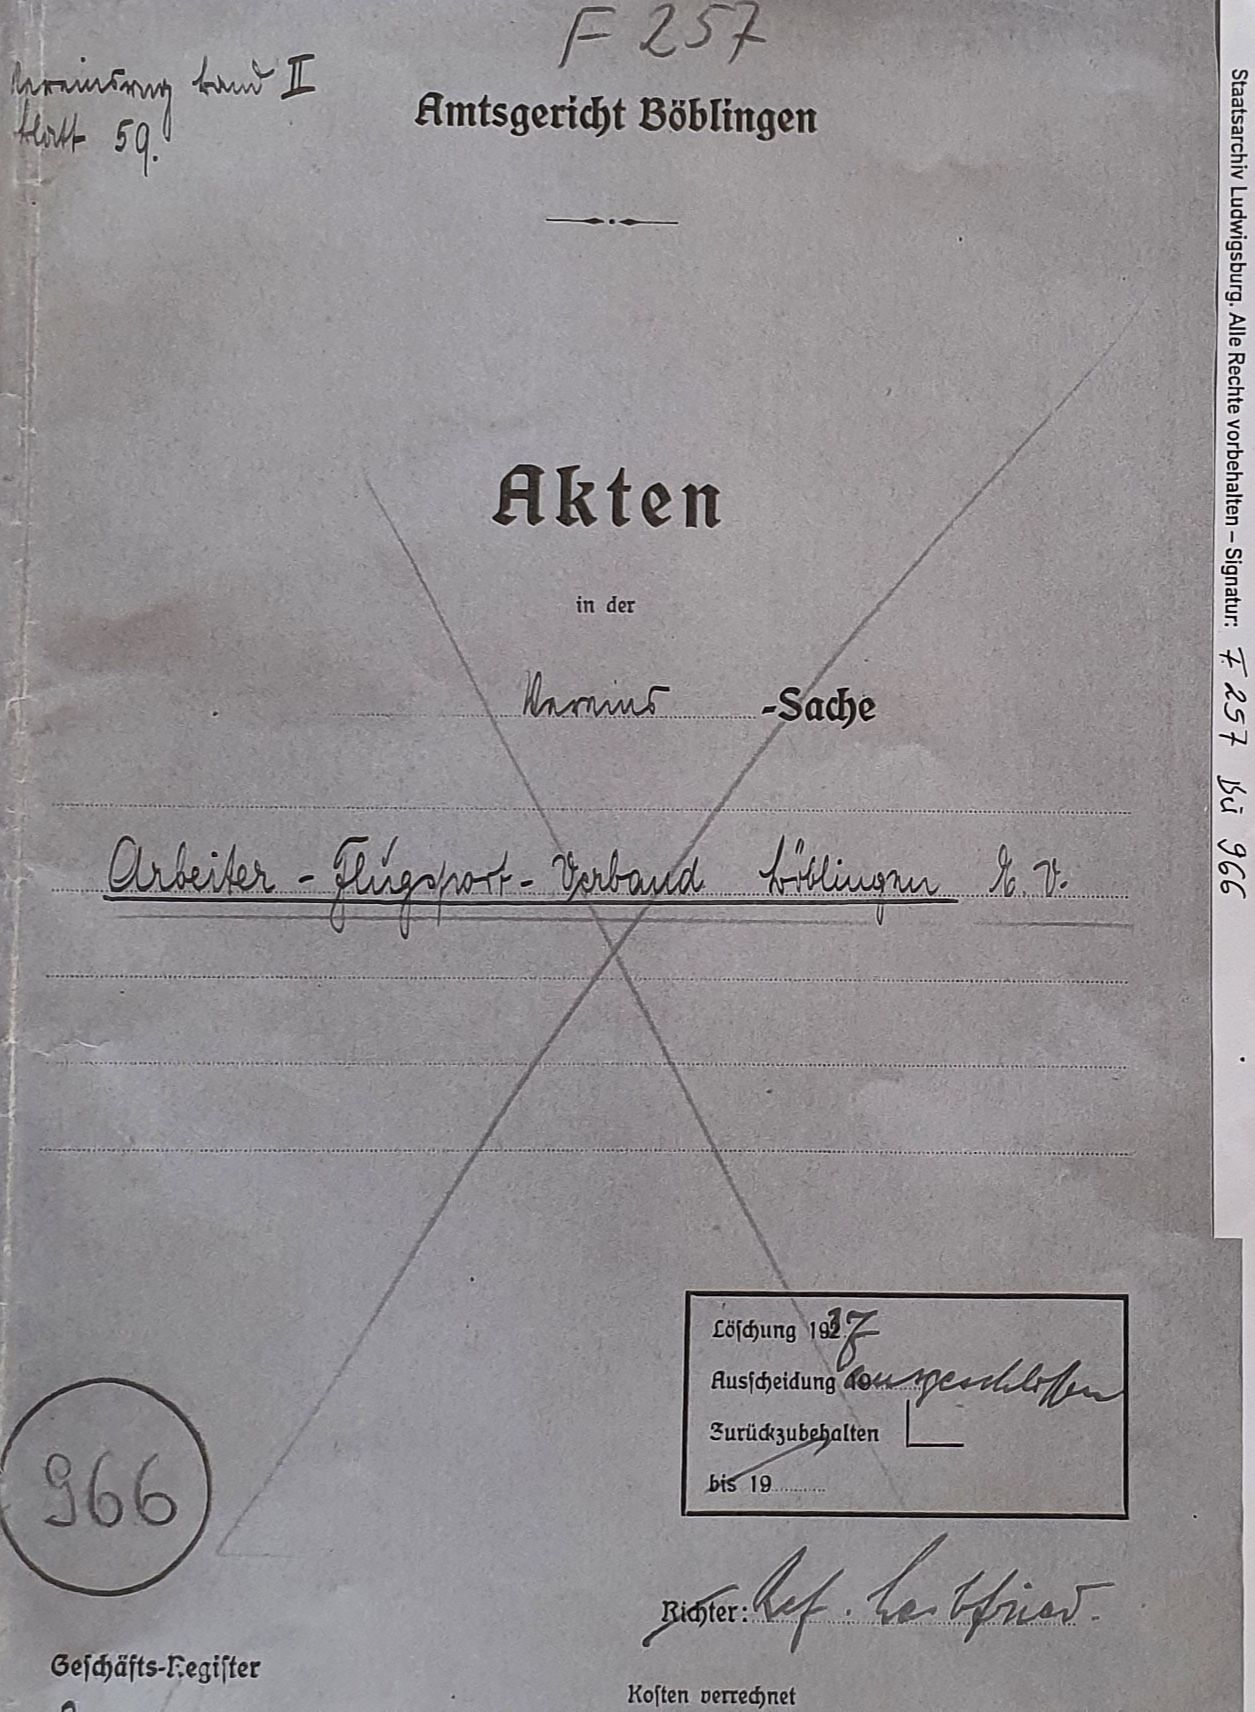 F 257
Vereinsreg Band II
Blatt 59.
Amtsgericht Böblingen
Akten
in der
Vereins -Sache
Arbeiter - Flugsport - Verband Böblingen E. V.
Löſchung 1937
Ausſcheidung ausgeschlossen
Zurückzubehalten
bis 19
966
Richter: Ref.
Geſchäfts-Regiſter
Koſten verrechnet
Staatsarchiv Ludwigsburg. Alle Rechte vorbehalten – Signatur: F 257 Bü 966